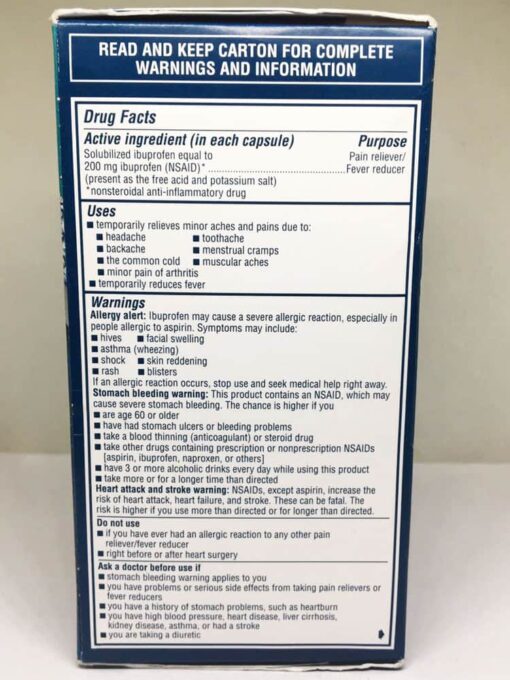 READ AND KEEP CARTON FOR COMPLETE
WARNINGS AND INFORMATION
Drug Facts
Active ingredient (in each capsule) Purpose
Solubilized ibuprofen equal to Pain reliever/
200 mg ibuprofen (NSAID)* ........................................Fever reducer
(present as the free acid and potassium salt)
*nonsteroidal anti-inflammatory drug
Uses
■ temporarily relieves minor aches and pains due to:
■ headache ■ toothache
■ backache ■ menstrual cramps
■ the common cold ■ muscular aches
■ minor pain of arthritis
■ temporarily reduces fever
Warnings
Allergy alert: Ibuprofen may cause a severe allergic reaction, especially in
people allergic to aspirin. Symptoms may include:
■ hives ■ facial swelling
■ asthma (wheezing)
■ shock ■ skin reddening
■ rash ■ blisters
If an allergic reaction occurs, stop use and seek medical help right away.
Stomach bleeding warning: This product contains an NSAID, which may
cause severe stomach bleeding. The chance is higher if you
■ are age 60 or older
■ have had stomach ulcers or bleeding problems
■ take a blood thinning (anticoagulant) or steroid drug
■ take other drugs containing prescription or nonprescription NSAIDs
[aspirin, ibuprofen, naproxen, or others]
■ have 3 or more alcoholic drinks every day while using this product
■ take more or for a longer time than directed
Heart attack and stroke warning: NSAIDs, except aspirin, increase the
risk of heart attack, heart failure, and stroke. These can be fatal. The
risk is higher if you use more than directed or for longer than directed.
Do not use
■ if you have ever had an allergic reaction to any other pain
reliever/fever reducer
■ right before or after heart surgery
Ask a doctor before use if
■ stomach bleeding warning applies to you
■ you have problems or serious side effects from taking pain relievers or
fever reducers
■ you have a history of stomach problems, such as heartburn
■ you have high blood pressure, heart disease, liver cirrhosis,
kidney disease, asthma, or had a stroke
■ you are taking a diuretic